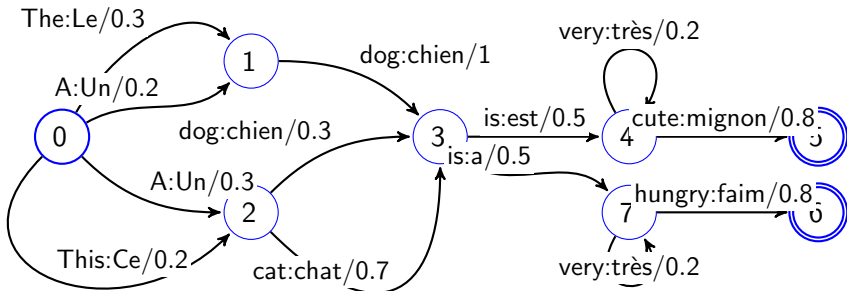 The:Le/0.3
very:très/0.2
1
dog:chien/1
A:Un/0.2
0
dog:chien/0.3
3
is:est/0.5
4
cute:mignon/0.8
5
is:a/0.5
A:Un/0.3
2
7
hungry:faim/0.8
6
This:Ce/0.2
cat:chat/0.7
very:très/0.2